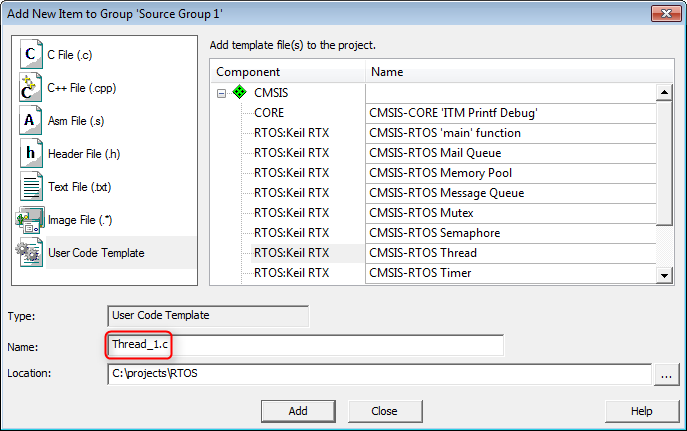 Add New Item to Group 'Source Group 1'
C File (.c)
C++ File (.cpp)
Asm File (.s)
Header File (.h)
Text File (.txt)
Image File (.*)
User Code Template
Add template file(s) to the project.
Component Name
CMSIS
CORE CMSIS-CORE 'ITM Printf Debug'
RTOS:Keil RTX CMSIS-RTOS 'main' function
RTOS:Keil RTX CMSIS-RTOS Mail Queue
RTOS:Keil RTX CMSIS-RTOS Memory Pool
RTOS:Keil RTX CMSIS-RTOS Message Queue
RTOS:Keil RTX CMSIS-RTOS Mutex
RTOS:Keil RTX CMSIS-RTOS Semaphore
RTOS:Keil RTX CMSIS-RTOS Thread
RTOS:Keil RTX CMSIS-RTOS Timer
Type: User Code Template
Name: Thread_1.c
Location: C:\projects\RTOS ...
Add Close Help